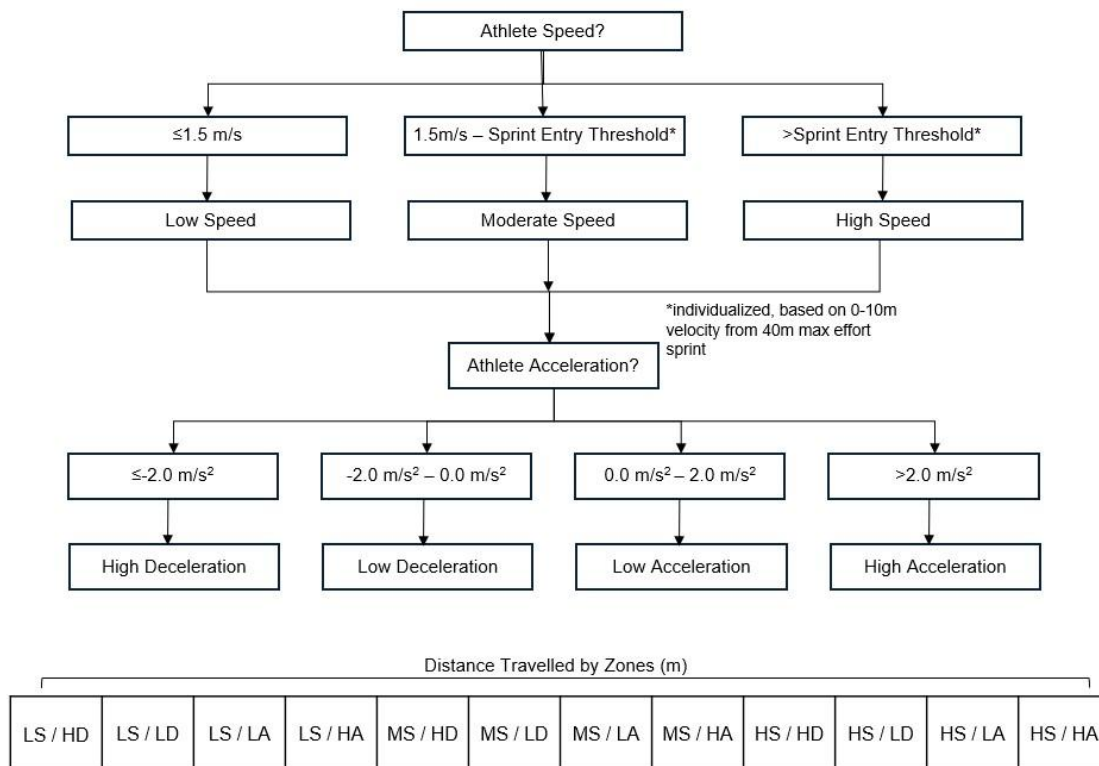 Athlete Speed?
≤1.5 m/s
1.5m/s – Sprint Entry Threshold*
>Sprint Entry Threshold*
Low Speed
Moderate Speed
High Speed
*individualized, based on 0-10m
velocity from 40m max effort
sprint
Athlete Acceleration?
≤-2.0 m/s²
-2.0 m/s² – 0.0 m/s²
0.0 m/s² – 2.0 m/s²
>2.0 m/s²
High Deceleration
Low Deceleration
Low Acceleration
High Acceleration
Distance Travelled by Zones (m)
LS / HD
LS / LD
LS / LA
LS / HA
MS / HD
MS / LD
MS / LA
MS / HA
HS / HD
HS / LD
HS / LA
HS / HA